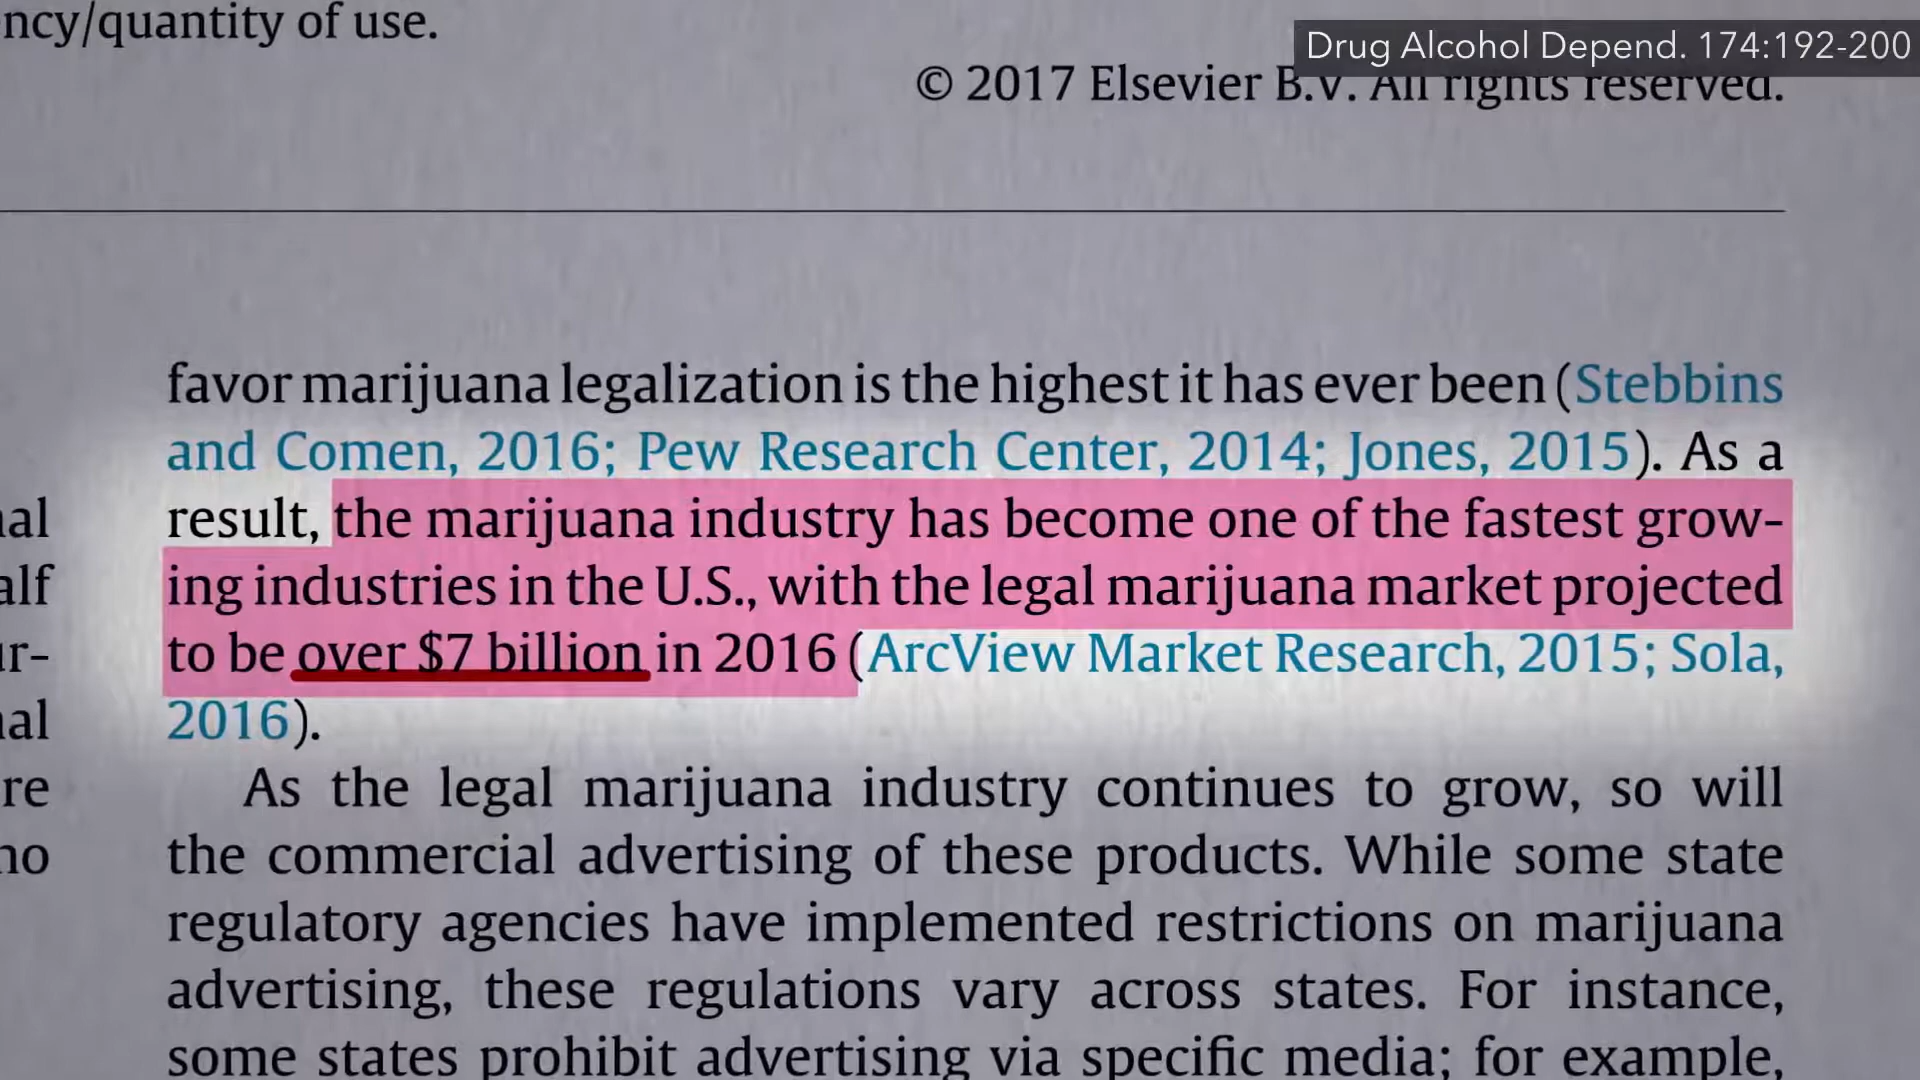 ncy/quantity of use.
Drug Alcohol Depend. 174:192-200
© 2017 Elsevier B.V. All rights reserved.
favor marijuana legalization is the highest it has ever been (Stebbins
and Comen, 2016; Pew Research Center, 2014; Jones, 2015). As a
result, the marijuana industry has become one of the fastest grow-
ing industries in the U.S., with the legal marijuana market projected
to be over $7 billion in 2016 (ArcView Market Research, 2015; Sola,
2016).
As the legal marijuana industry continues to grow, so will
the commercial advertising of these products. While some state
regulatory agencies have implemented restrictions on marijuana
advertising, these regulations vary across states. For instance,
some states prohibit advertising via specific media; for example,